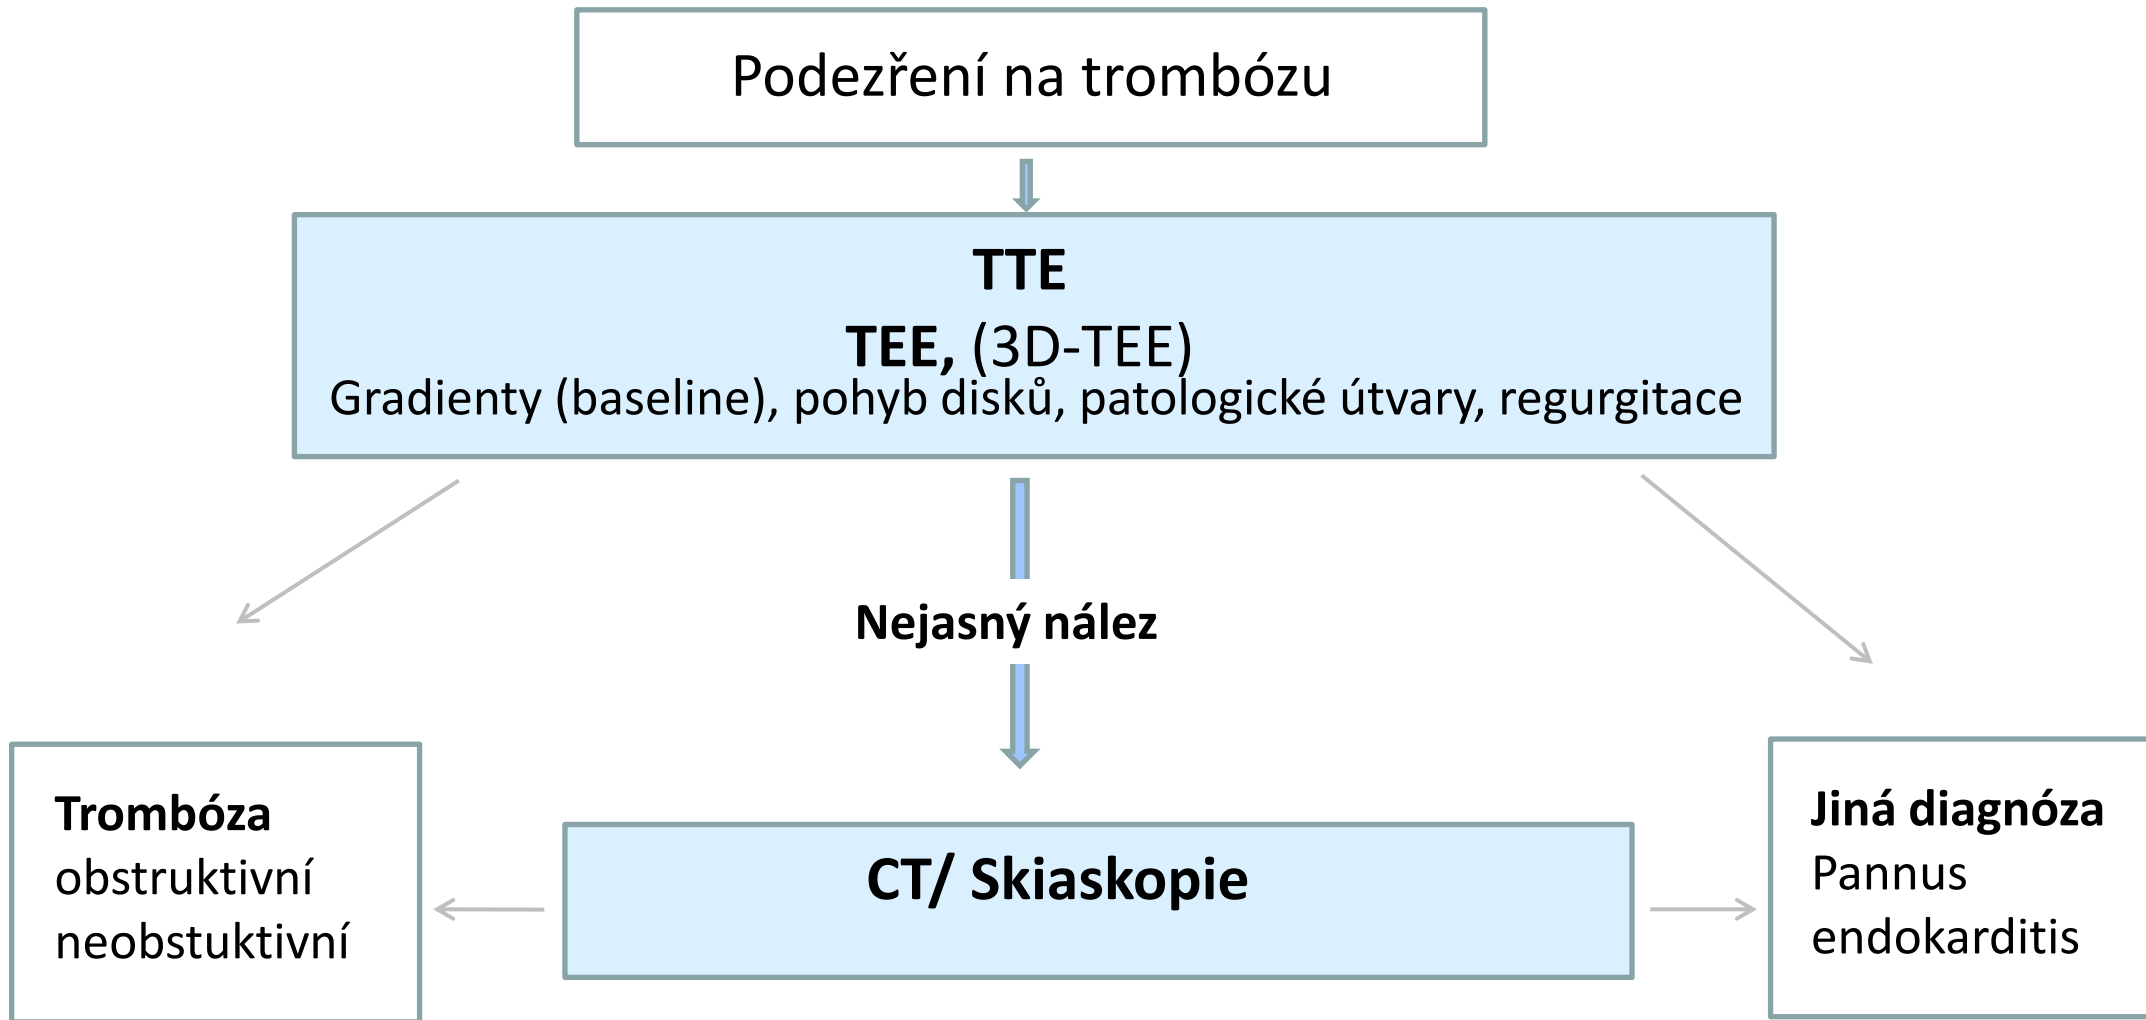 Podezření na trombózu
TTE
TEE, (3D-TEE)
Gradienty (baseline), pohyb disků, patologické útvary, regurgitace
Nejasný nález
Trombóza
obstruktivní
neobstuktivní
CT/ Skiaskopie
Jiná diagnóza
Pannus
endokarditis